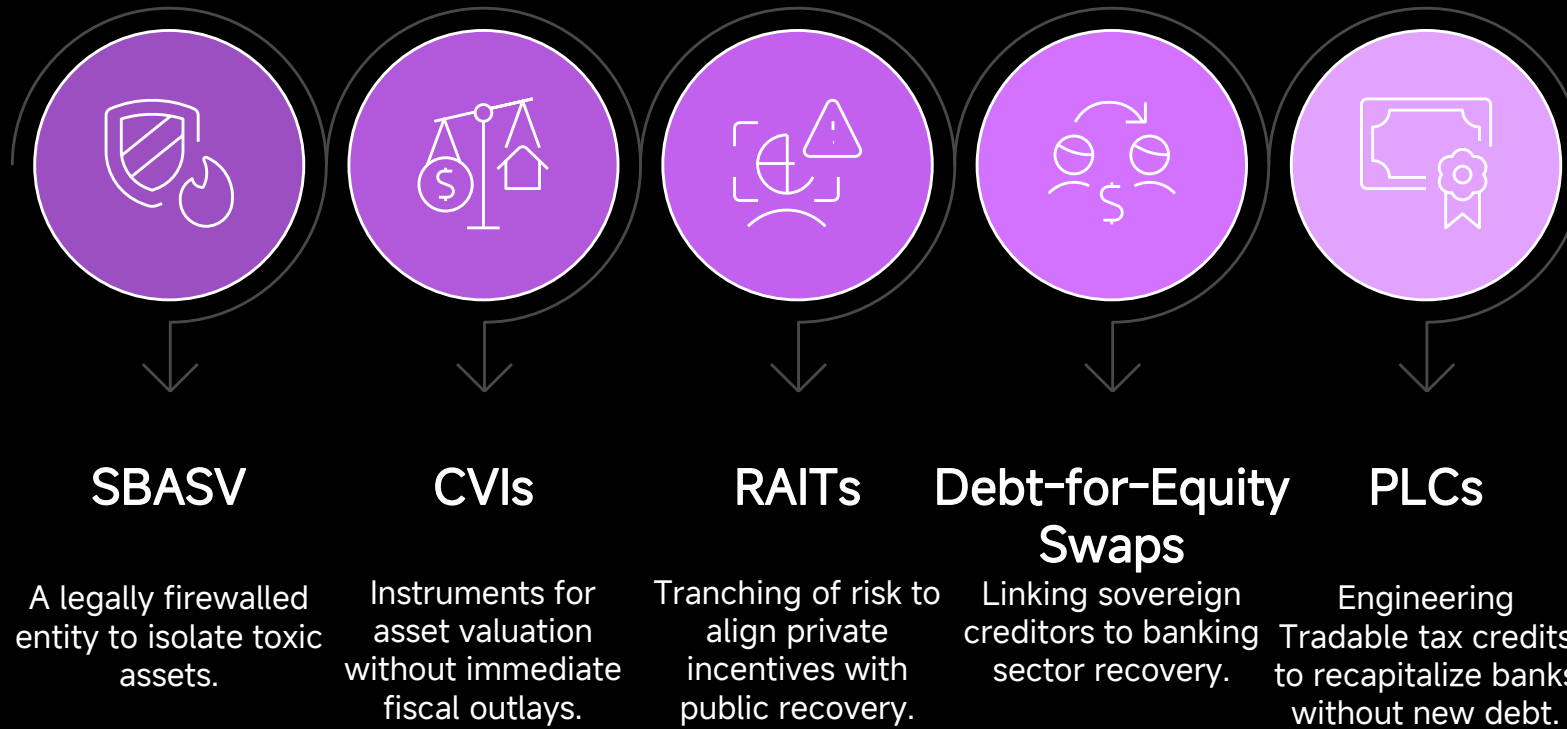 SBASV
A legally firewalled
entity to isolate toxic
assets.
CVIs
Instruments for
asset valuation
without immediate
fiscal outlays.
RAITs
Tranching of risk to
align private
incentives with
public recovery.
Debt-for-Equity
Swaps
Linking sovereign
creditors to banking
sector recovery.
PLCs
Engineering
Tradable tax credits
to recapitalize banks
without new debt.